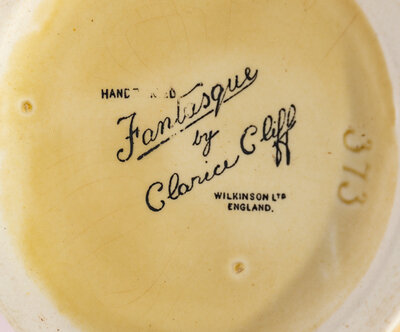 HAND
Fantasque
by
Clarice Cliff
WILKINSON LTD
ENGLAND.
373